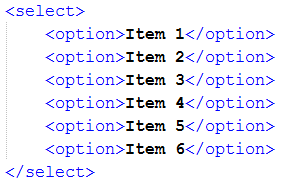 <select>
    <option>Item 1</option>
    <option>Item 2</option>
    <option>Item 3</option>
    <option>Item 4</option>
    <option>Item 5</option>
    <option>Item 6</option>
</select>